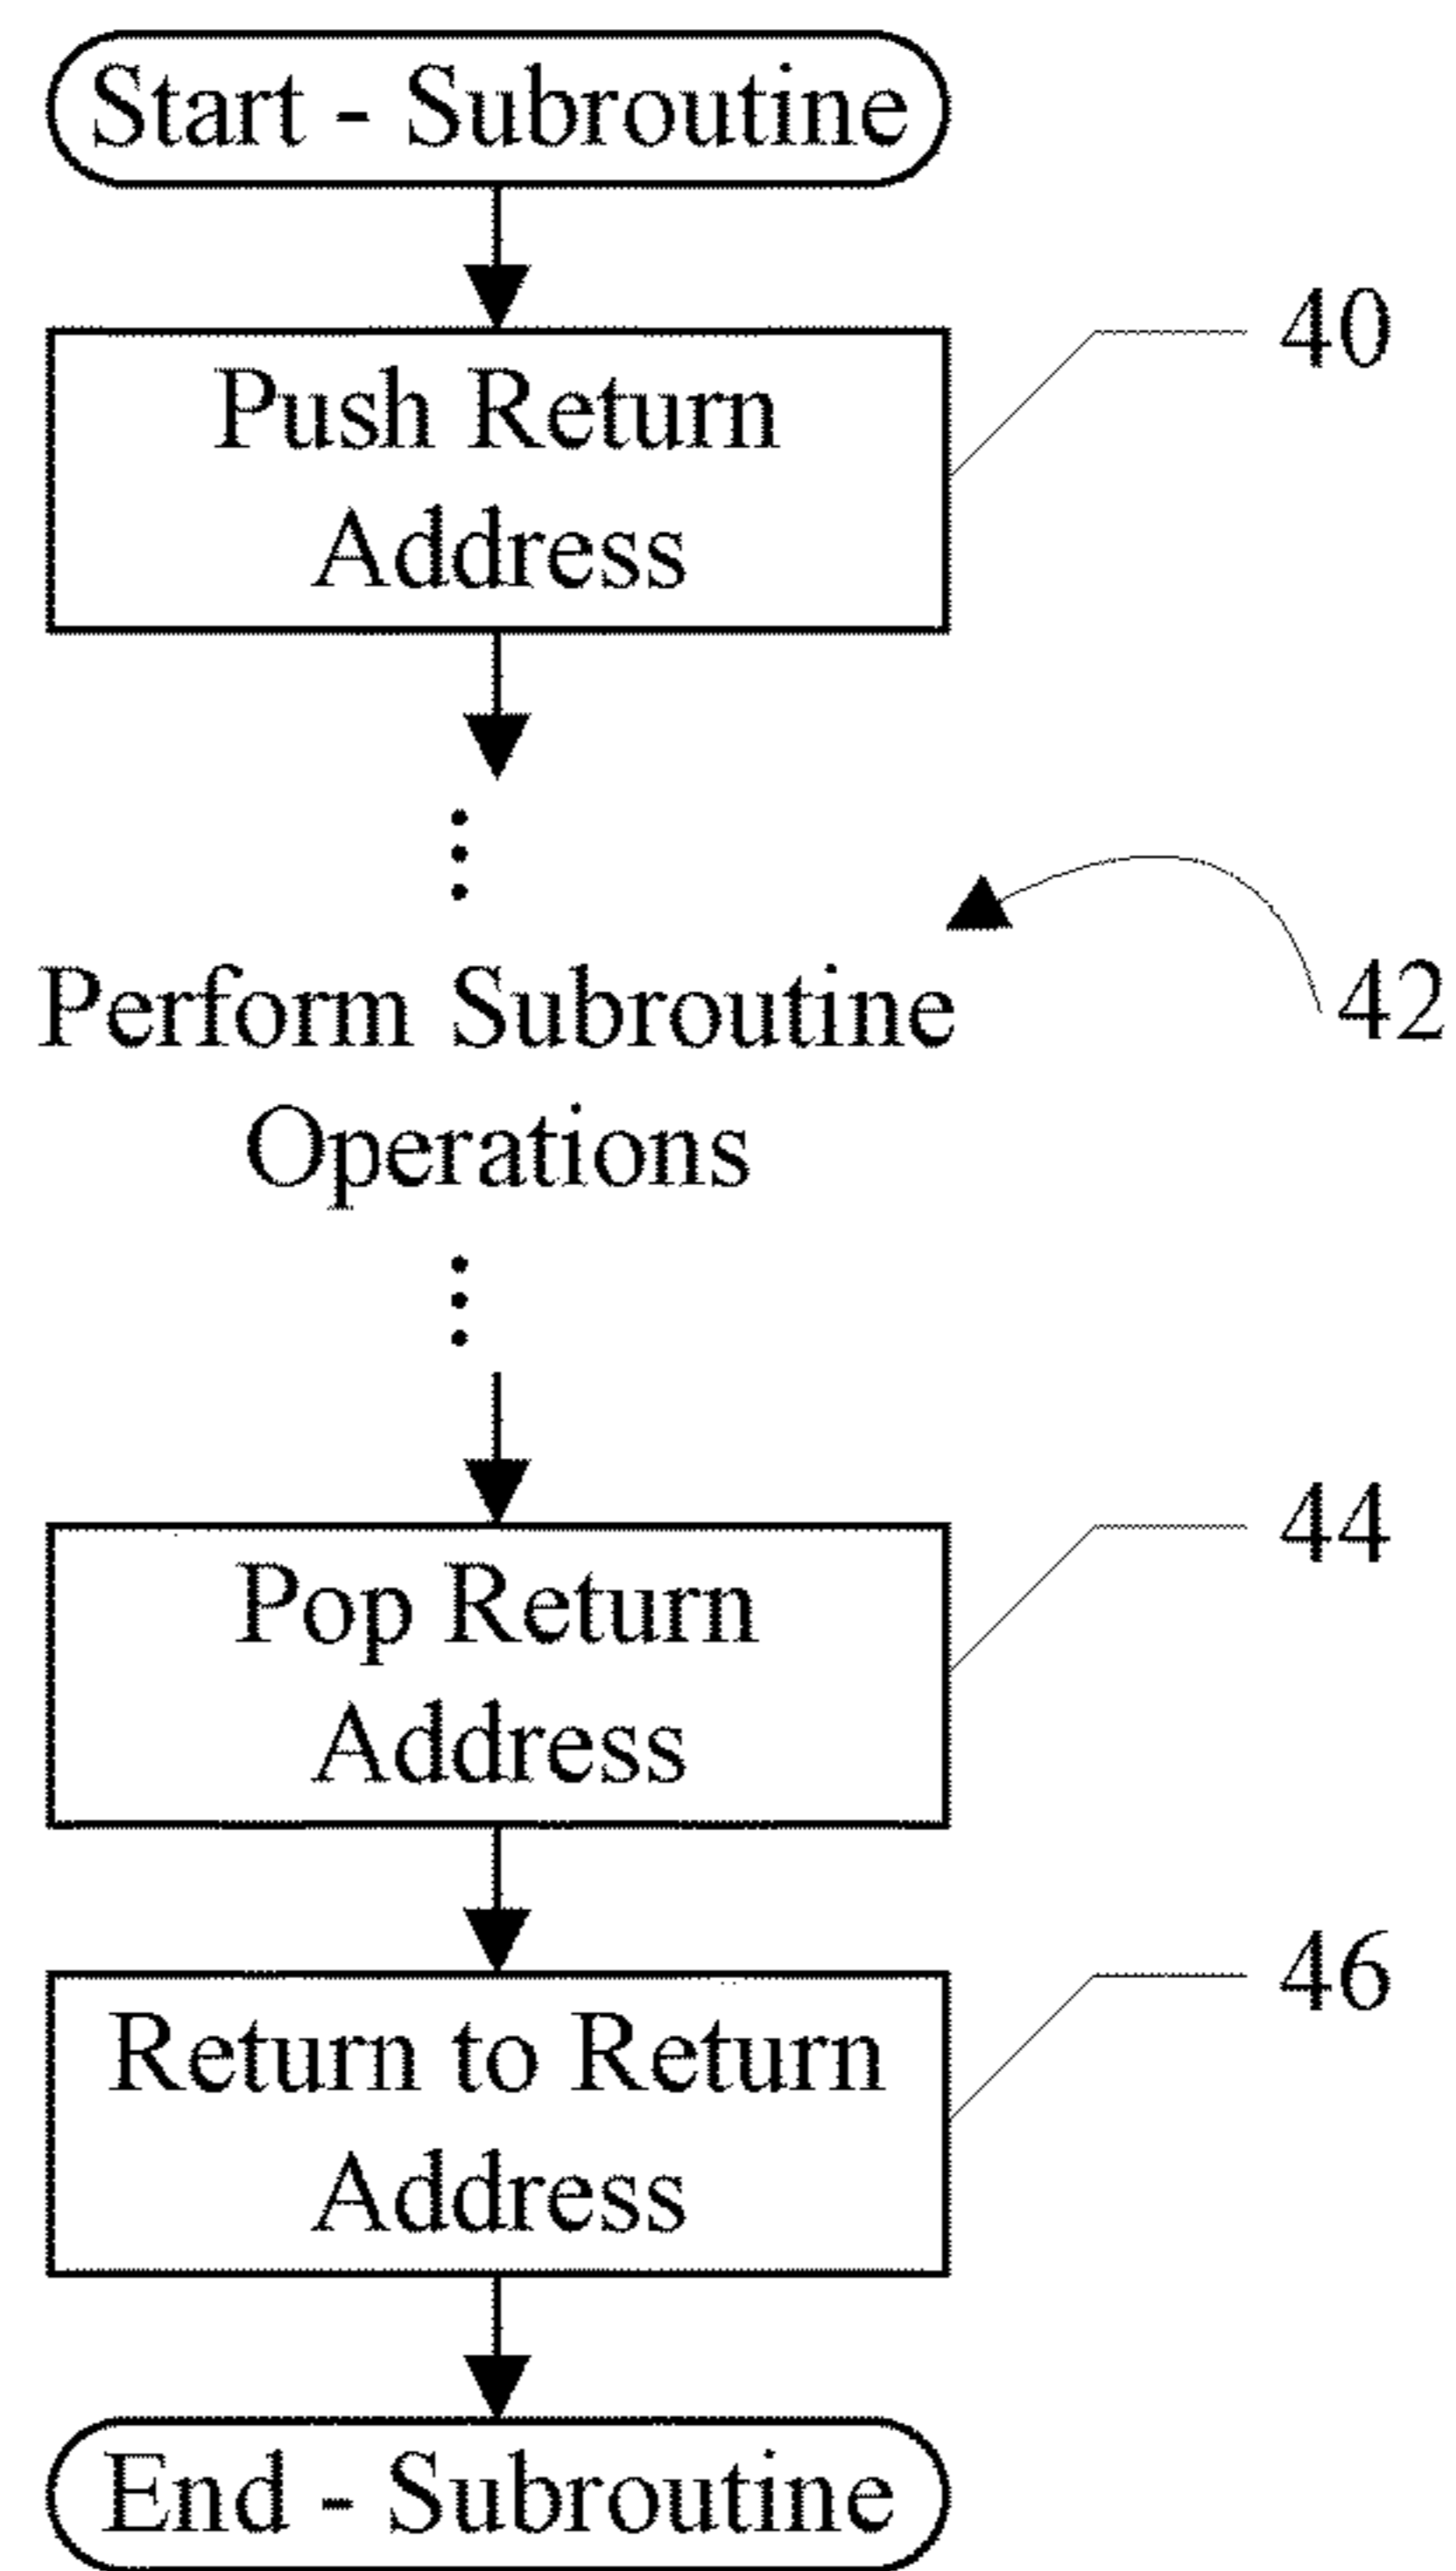 Start - Subroutine
40
Push Return
Address
Perform Subroutine
42
Operations
44
Pop Return
Address
46
Return to Return
Address
End - Subroutine